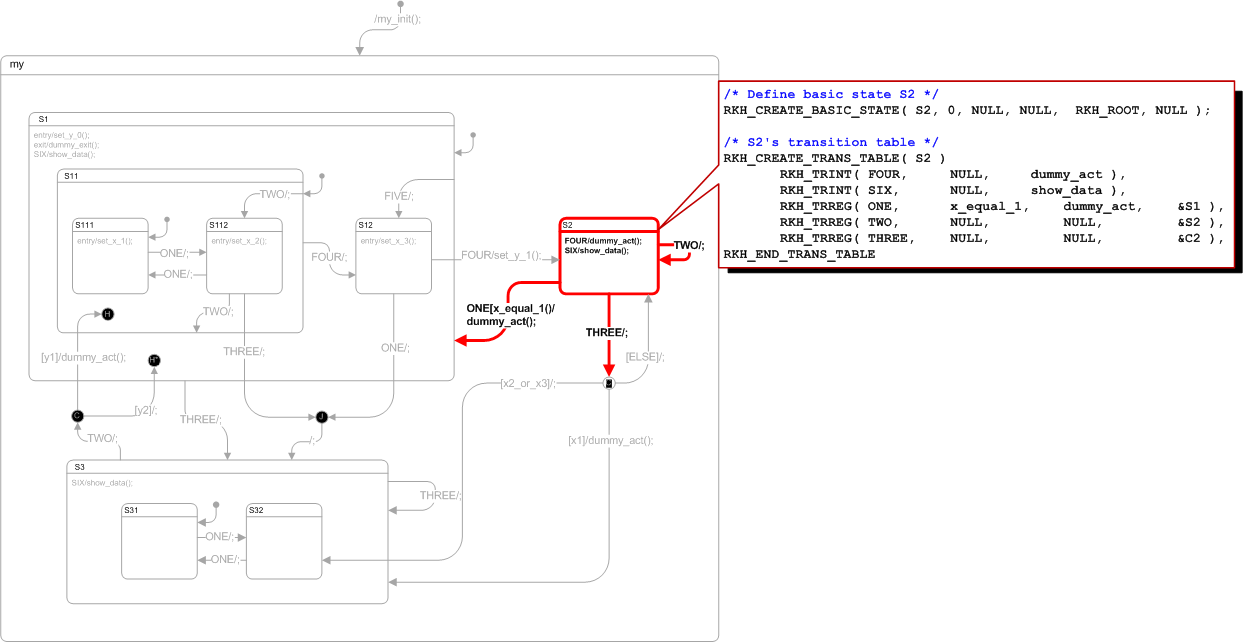 /my_init();
my
/* Define basic state S2 */
RKH_CREATE_BASIC_STATE( S2, 0, NULL, NULL, RKH_ROOT, NULL );
/* S2's transition table */
RKH_CREATE_TRANS_TABLE( S2 )
RKH_TRINT( FOUR, NULL, dummy_act ),
RKH_TRINT( SIX, NULL, show_data ),
RKH_TRREG( ONE, x_equal_1, dummy_act, &S1 ),
RKH_TRREG( TWO, NULL, NULL, &S2 ),
RKH_TRREG( THREE, NULL, NULL, &C2 ),
RKH_END_TRANS_TABLE
S1
entry/set_y_0();
exit/dummy_exit();
SIX/show_data();
S11
TWO/;
FIVE/;
S111
entry/set_x_1();
S112
entry/set_x_2();
S12
entry/set_x_3();
ONE/;
ONE/;
FOUR/;
FOUR/set_y_1();
S2
FOUR/dummy_act();
SIX/show_data();
TWO/;
TWO/;
H
ONE[x_equal_1()/
dummy_act();
THREE/;
[y1]/dummy_act();
H*
THREE/;
ONE/;
[ELSE]/;
[x2_or_x3]/;
C
[y2]/;
THREE/;
J
TWO/;
/;
[x1]/dummy_act();
S3
SIX/show_data();
THREE/;
S31
S32
ONE/;
ONE/;